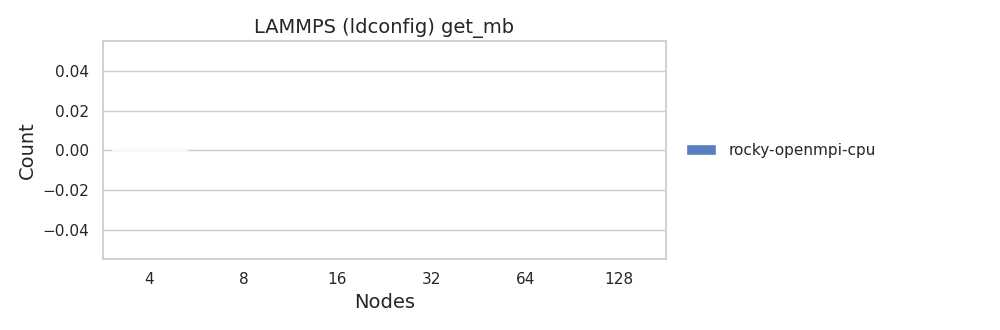 LAMMPS (ldconfig) get_mb
0.04
0.02
0.00
−0.02
−0.04
Count
4 8 16 32 64 128
Nodes
rocky-openmpi-cpu